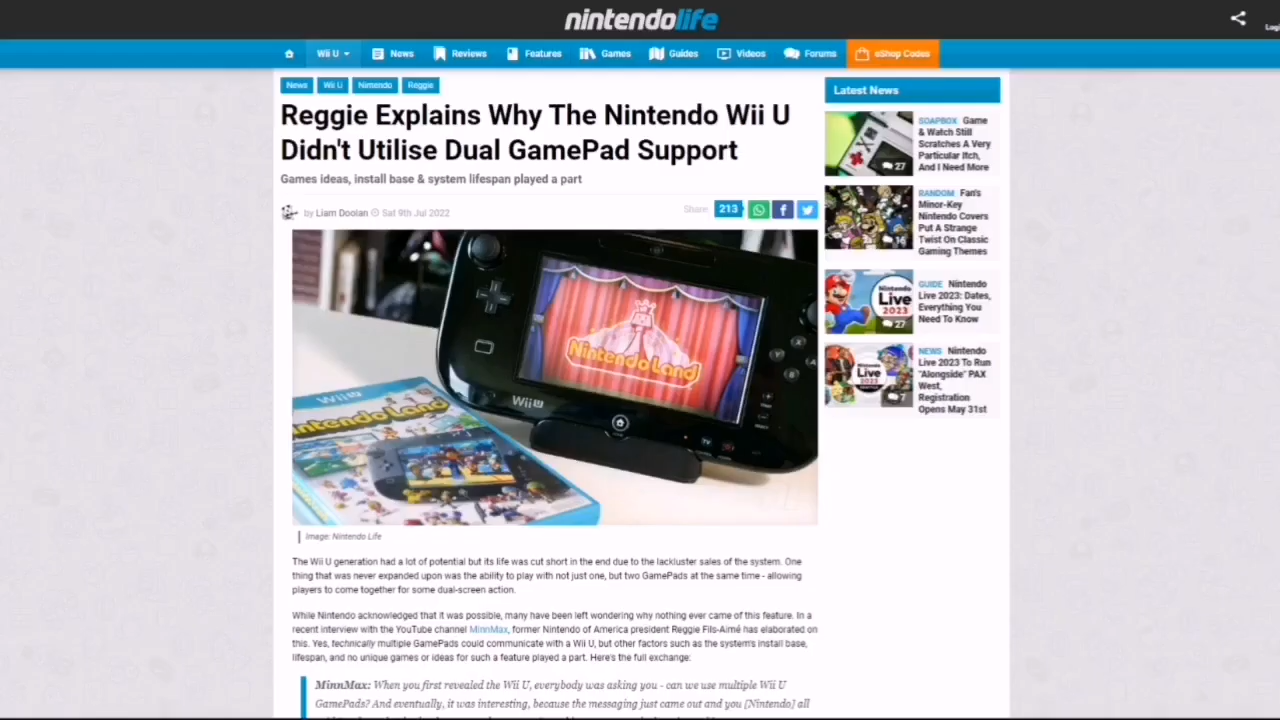 nintendolife
Wii U
News
Reviews
Features
Games
Guides
Videos
Forums
eShop Codes
News
Wii U
Nintendo
Reggie
Reggie Explains Why The Nintendo Wii U
Didn't Utilise Dual GamePad Support
Games ideas, install base & system lifespan played a part
by Liam Doolan Sat 9th Jul 2022
Share:
213
Nintendo Land
Wii U
Wii U
Nintendo Land
Image: Nintendo Life
The Wii U generation had a lot of potential but its life was cut short in the end due to the lackluster sales of the system. One
thing that was never expanded upon was the ability to play with not just one, but two GamePads at the same time - allowing
players to come together for some dual-screen action.
While Nintendo acknowledged that it was possible, many have been left wondering why nothing ever came of this feature. In a
recent interview with the YouTube channel MinnMax, former Nintendo of America president Reggie Fils-Aimé has elaborated on
this. Yes, technically multiple GamePads could communicate with a Wii U, but other factors such as the system's install base,
lifespan, and no unique games or ideas for such a feature played a part. Here's the full exchange:
MinnMax: When you first revealed the Wii U, everybody was asking you - can we use multiple Wii U
GamePads? And eventually, it was interesting, because the messaging just came out and you [Nintendo] all
Latest News
SOAPBOX Game
& Watch Still
Scratches A Very
Particular Itch,
And I Need More
27
RANDOM Fan's
Minor-Key
Nintendo Covers
Put A Strange
Twist On Classic
Gaming Themes
16
GUIDE Nintendo
Live 2023: Dates,
Everything You
Need To Know
Nintendo
Live
2023
27
NEWS Nintendo
Live 2023 To Run
"Alongside" PAX
West,
Registration
Opens May 31st
Nintendo
Live
2023
7